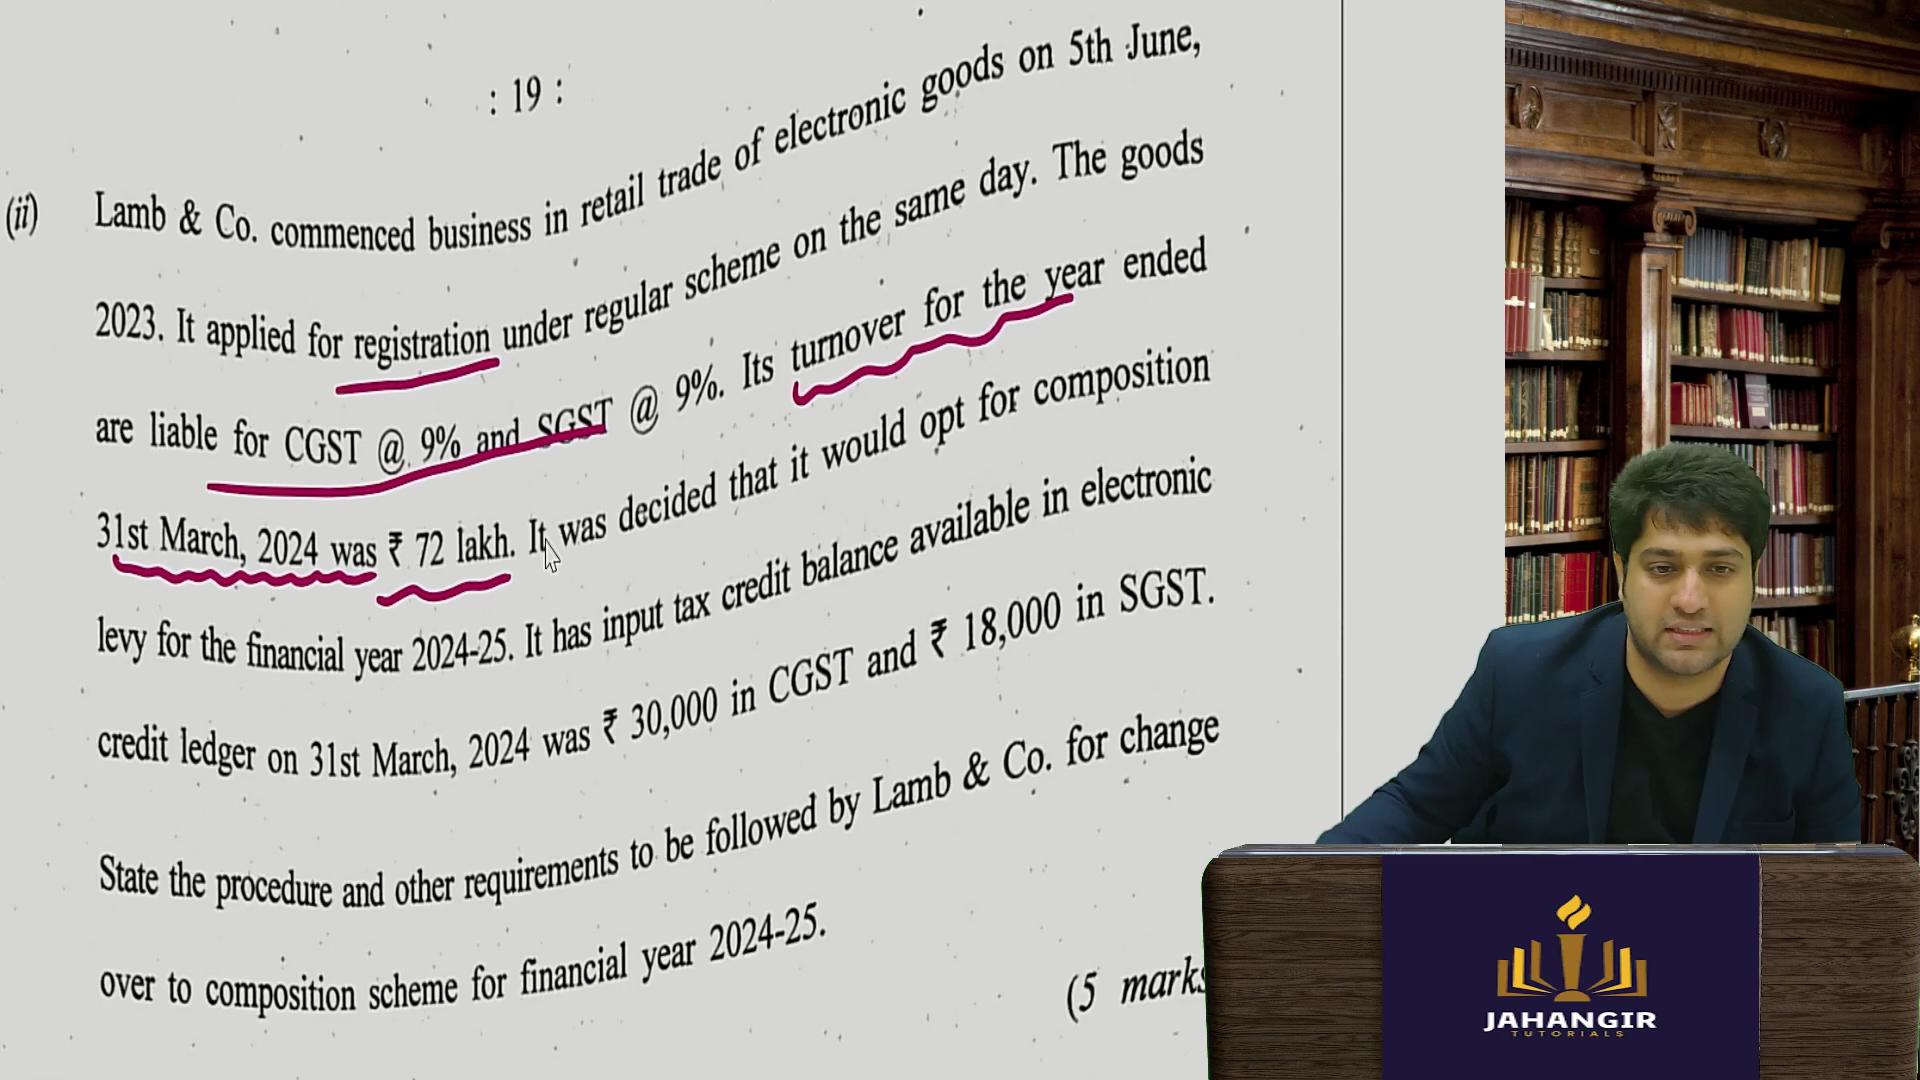 : 19 :
(ii) Lamb & Co. commenced business in retail trade of electronic goods on 5th June,
2023. It applied for registration under regular scheme on the same day. The goods
are liable for CGST @ 9% and SGST @ 9%. Its turnover for the year ended
31st March, 2024 was ₹ 72 lakh. It was decided that it would opt for composition
levy for the financial year 2024-25. It has input tax credit balance available in electronic
credit ledger on 31st March, 2024 was ₹ 30,000 in CGST and ₹ 18,000 in SGST.
State the procedure and other requirements to be followed by Lamb & Co. for change
over to composition scheme for financial year 2024-25.
(5 marks
JAHANGIR
TUTORIALS